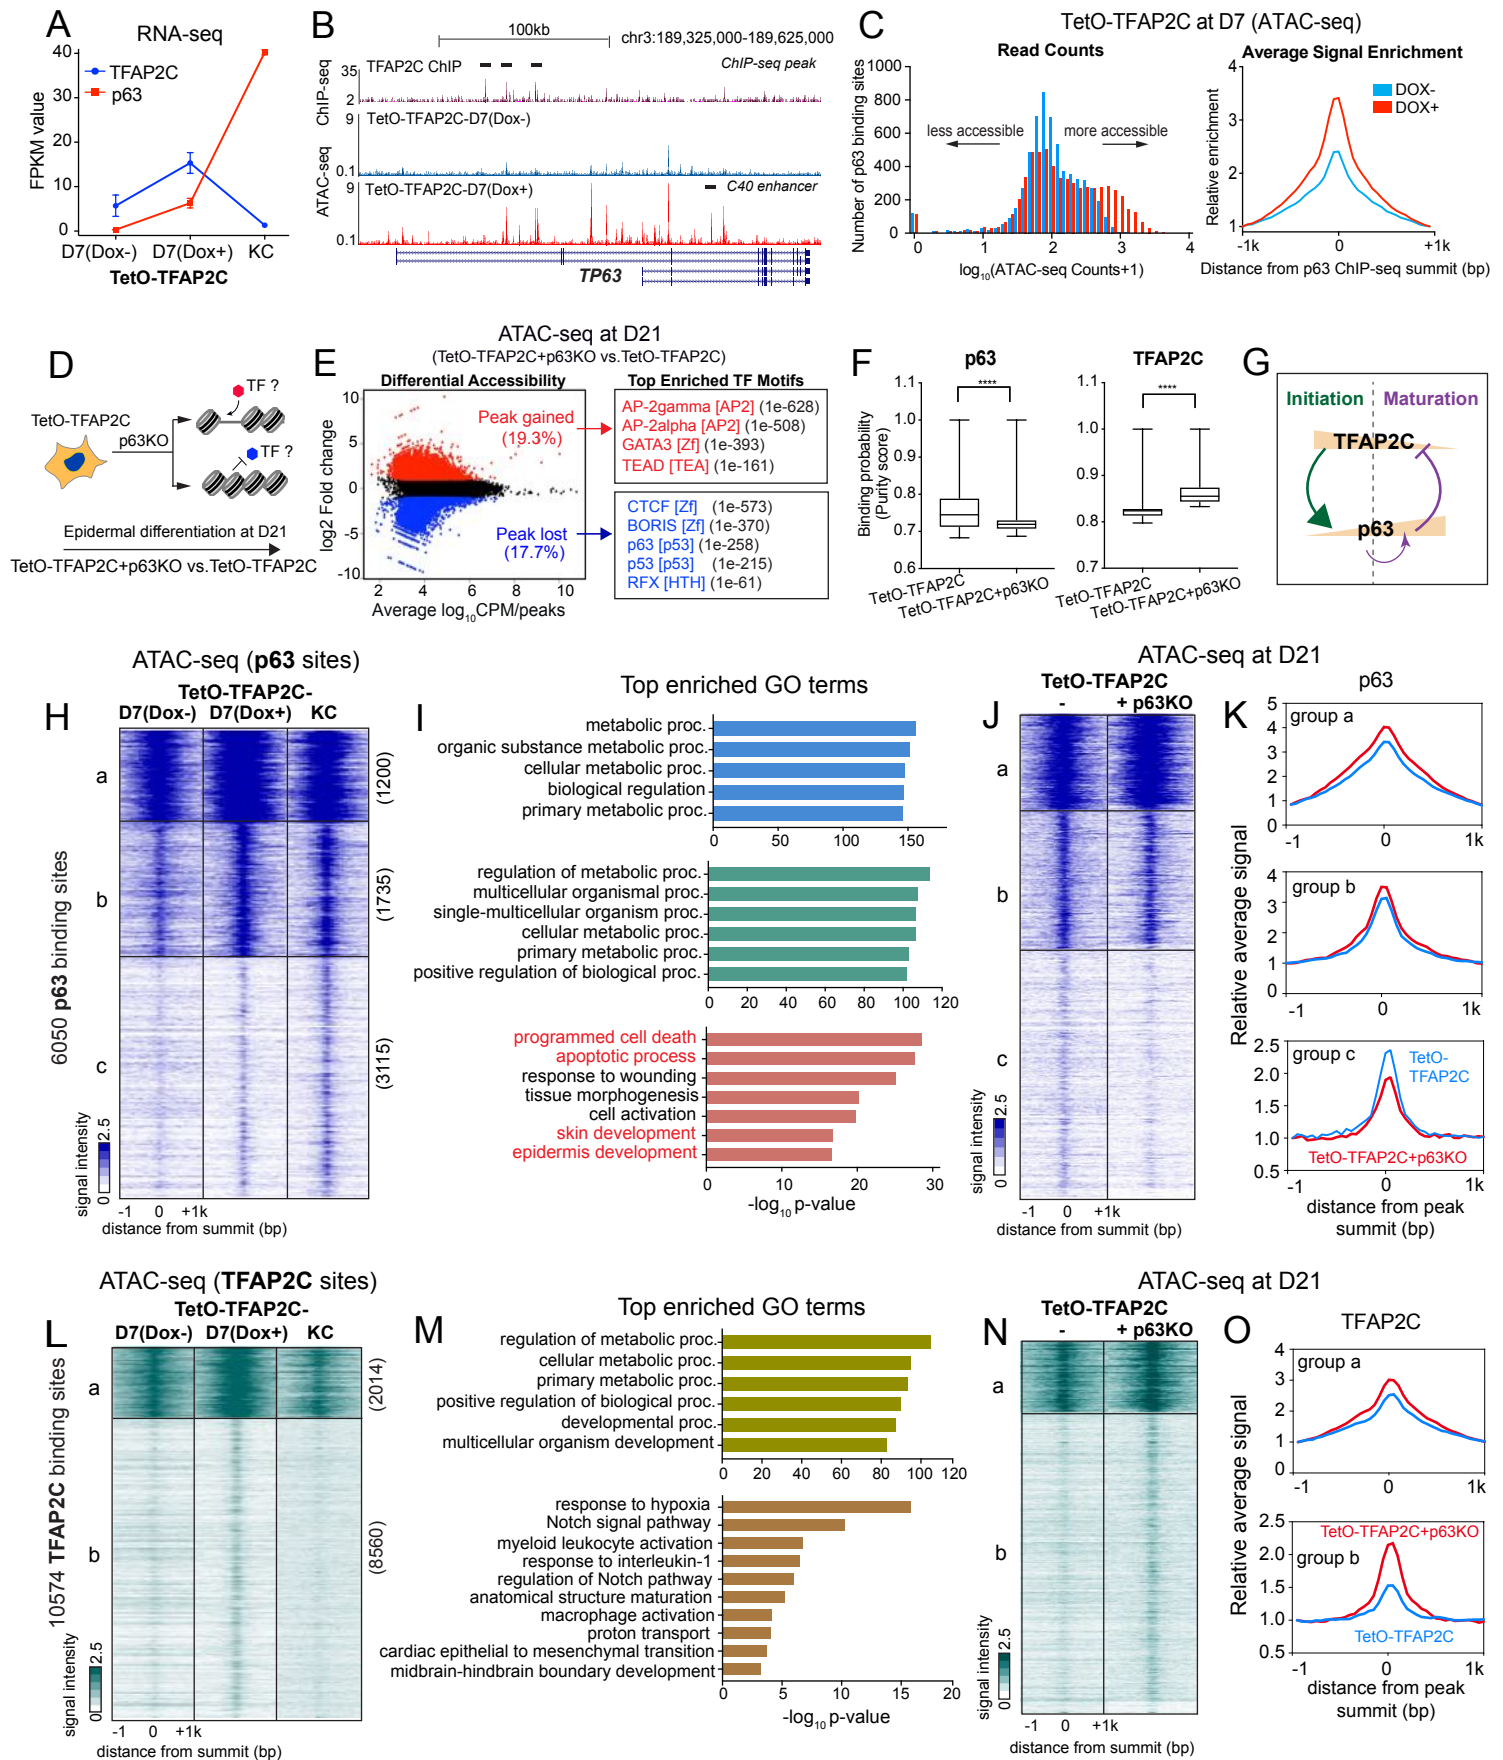 A
RNA-seq
FPKM value
40
30
20
10
0
TFAP2C
p63
D7(Dox-)
D7(Dox+)
KC
TetO-TFAP2C
B
100kb
chr3:189,325,000-189,625,000
ChIP-seq
35
2
TFAP2C ChIP
ChIP-seq peak
ATAC-seq
9
TetO-TFAP2C-D7(Dox-)
0.1
9
TetO-TFAP2C-D7(Dox+)
C40 enhancer
0.1
TP63
C
TetO-TFAP2C at D7 (ATAC-seq)
Read Counts
Number of p63 binding sites
1000
800
600
400
200
0
less accessible
more accessible
0 1 2 3 4
log10(ATAC-seq Counts+1)
Average Signal Enrichment
Relative enrichment
4
3
2
1
DOX-
DOX+
-1k 0 +1k
Distance from p63 ChIP-seq summit (bp)
D
TetO-TFAP2C
p63KO
TF ?
TF ?
Epidermal differentiation at D21
TetO-TFAP2C+p63KO vs.TetO-TFAP2C
ATAC-seq at D21
(TetO-TFAP2C+p63KO vs.TetO-TFAP2C)
E
Differential Accessibility
log2 Fold change
10
5
0
-5
-10
2 4 6 8 10
Average log10CPM/peaks
Peak gained
(19.3%)
Peak lost
(17.7%)
Top Enriched TF Motifs
AP-2gamma [AP2] (1e-628)
AP-2alpha [AP2] (1e-508)
GATA3 [Zf] (1e-393)
TEAD [TEA] (1e-161)
CTCF [Zf] (1e-573)
BORIS [Zf] (1e-370)
p63 [p53] (1e-258)
p53 [p53] (1e-215)
RFX [HTH] (1e-61)
F
p63
Binding probability
(Purity score)
1.1
1.0
0.9
0.8
0.7
0.6
****
TetO-TFAP2C
TetO-TFAP2C+p63KO
TFAP2C
1.1
1.0
0.9
0.8
0.7
****
TetO-TFAP2C
TetO-TFAP2C+p63KO
G
Initiation
Maturation
TFAP2C
p63
ATAC-seq (p63 sites)
TetO-TFAP2C-
H
D7(Dox-) D7(Dox+) KC
6050 p63 binding sites
a
b
c
(1200)
(1735)
(3115)
signal intensity
0 2.5
-1 0 +1k
distance from summit (bp)
I
Top enriched GO terms
metabolic proc.
organic substance metabolic proc.
cellular metabolic proc.
biological regulation
primary metabolic proc.
0 50 100 150
regulation of metabolic proc.
multicellular organismal proc.
single-multicellular organism proc.
cellular metabolic proc.
primary metabolic proc.
positive regulation of biological proc.
0 20 40 60 80 100 120
programmed cell death
apoptotic process
response to wounding
tissue morphogenesis
cell activation
skin development
epidermis development
0 10 20 30
-log10 p-value
ATAC-seq at D21
J
TetO-TFAP2C
- + p63KO
a
b
c
signal intensity
0 2.5
-1 0 +1k
distance from summit (bp)
K
p63
Relative average signal
group a
5
4
3
2
1
0
-1 0 1k
group b
4
3
2
1
0
-1 0 1k
group c
2.5
2.0
1.5
1.0
0.5
TetO-
TFAP2C
TetO-TFAP2C+p63KO
-1 0 1k
distance from peak
summit (bp)
ATAC-seq (TFAP2C sites)
TetO-TFAP2C-
L
D7(Dox-) D7(Dox+) KC
10574 TFAP2C binding sites
a
b
(2014)
(8560)
signal intensity
0 2.5
-1 0 +1k
distance from summit (bp)
M
Top enriched GO terms
regulation of metabolic proc.
cellular metabolic proc.
primary metabolic proc.
positive regulation of biological proc.
developmental proc.
multicellular organism development
0 20 40 60 80 100 120
response to hypoxia
Notch signal pathway
myeloid leukocyte activation
response to interleukin-1
regulation of Notch pathway
anatomical structure maturation
macrophage activation
proton transport
cardiac epithelial to mesenchymal transition
midbrain-hindbrain boundary development
0 5 10 15 20
-log10 p-value
ATAC-seq at D21
N
TetO-TFAP2C
- + p63KO
a
b
signal intensity
0 2.5
-1 0 +1k
distance from summit (bp)
O
TFAP2C
Relative average signal
group a
4
3
2
1
0
-1 0 1k
2.5
2.0
1.5
1.0
0.5
TetO-TFAP2C+p63KO
group b
TetO-TFAP2C
-1 0 1k
distance from peak
summit (bp)